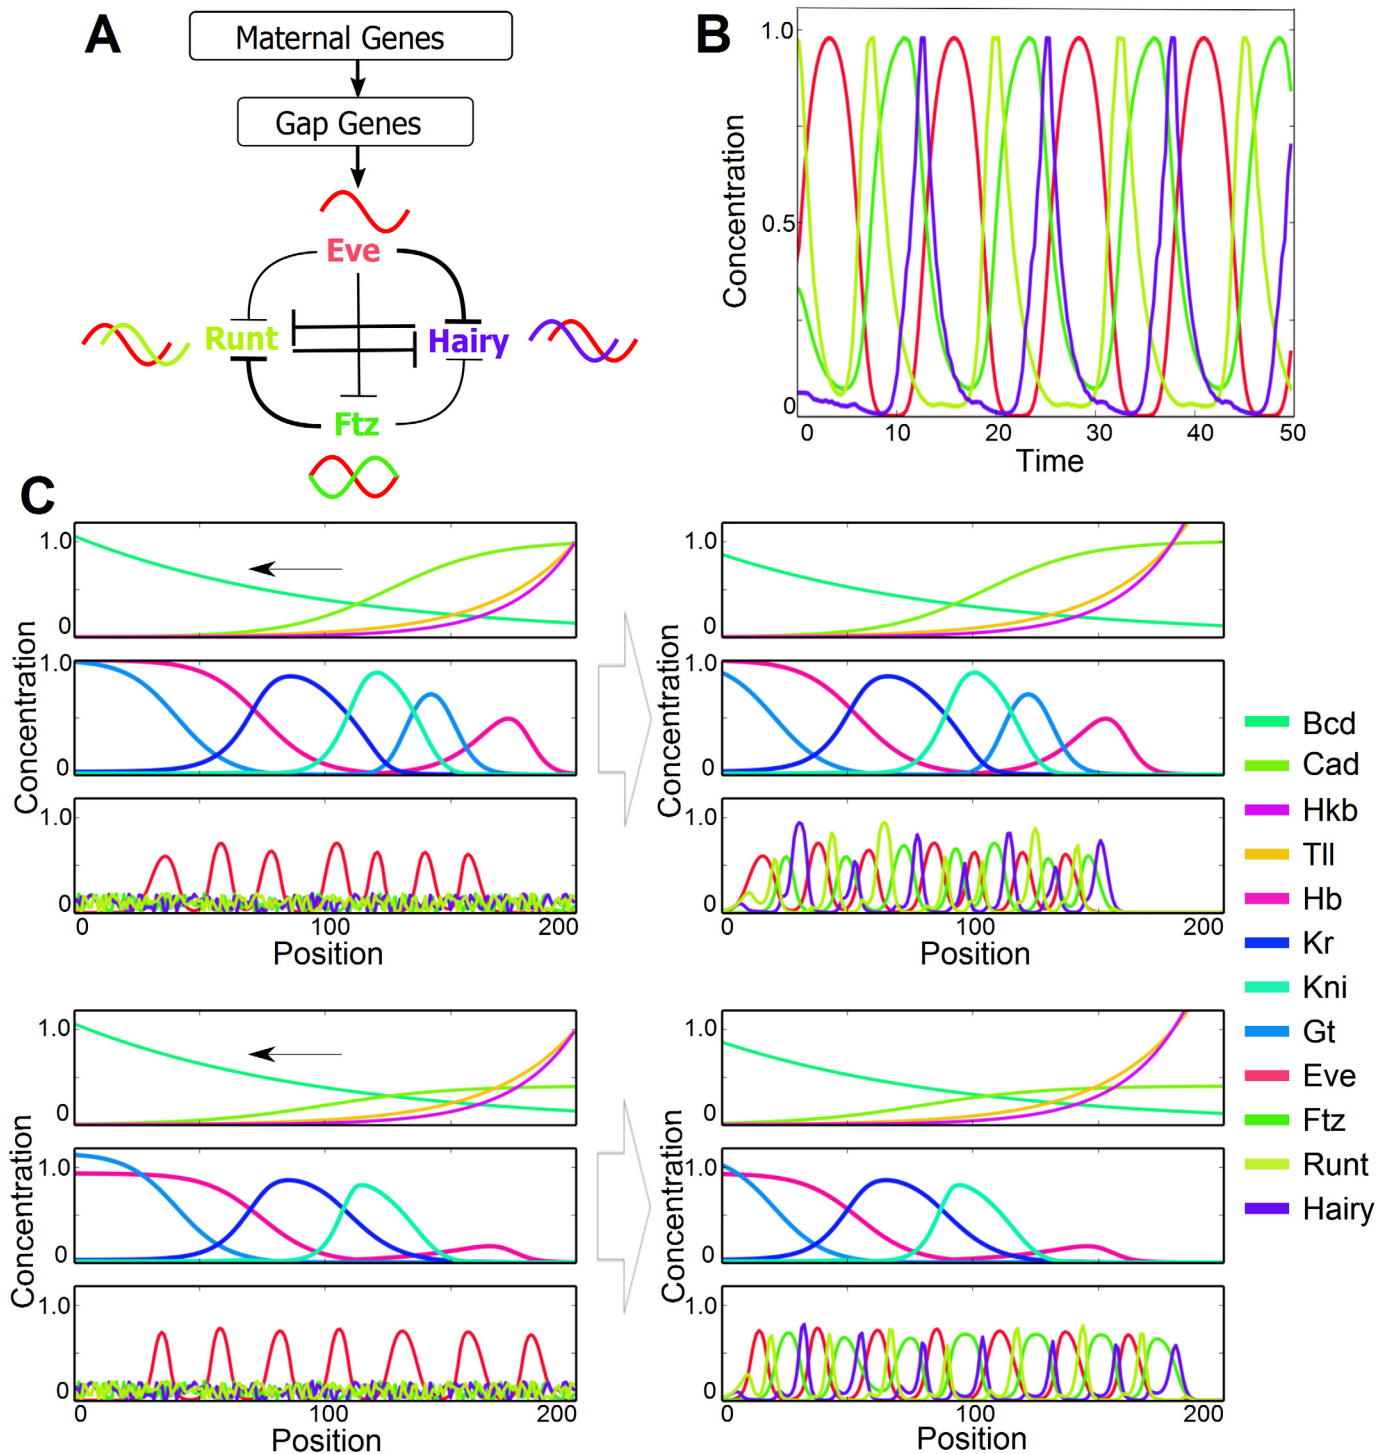 A
Maternal Genes
Gap Genes
Eve
Runt
Hairy
Ftz
B
1.0
0.5
0
Concentration
0 10 20 30 40 50
Time
C
1.0
0
1.0
0
1.0
0
Concentration
0 100 200
Position
1.0
0
1.0
0
1.0
0
Concentration
0 100 200
Position
1.0
0
1.0
0
1.0
0
Concentration
0 100 200
Position
1.0
0
1.0
0
1.0
0
Concentration
0 100 200
Position
Bcd
Cad
Hkb
Tll
Hb
Kr
Kni
Gt
Eve
Ftz
Runt
Hairy